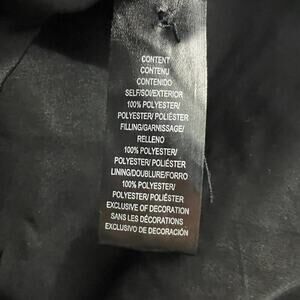 CONTENT
CONTENU
CONTENIDO
SELF/SOI/EXTERIOR
100% POLYESTER/
POLYESTER/ POLIÉSTER
FILLING/GARNISSAGE/
RELLENO
100% POLYESTER/
POLYESTER/ POLIÉSTER
LINING/DOUBLURE/FORRO
100% POLYESTER/
POLYESTER/ POLIÉSTER
EXCLUSIVE OF DECORATION
SANS LES DÉCORATIONS
EXCLUSIVO DE DECORACIÓN